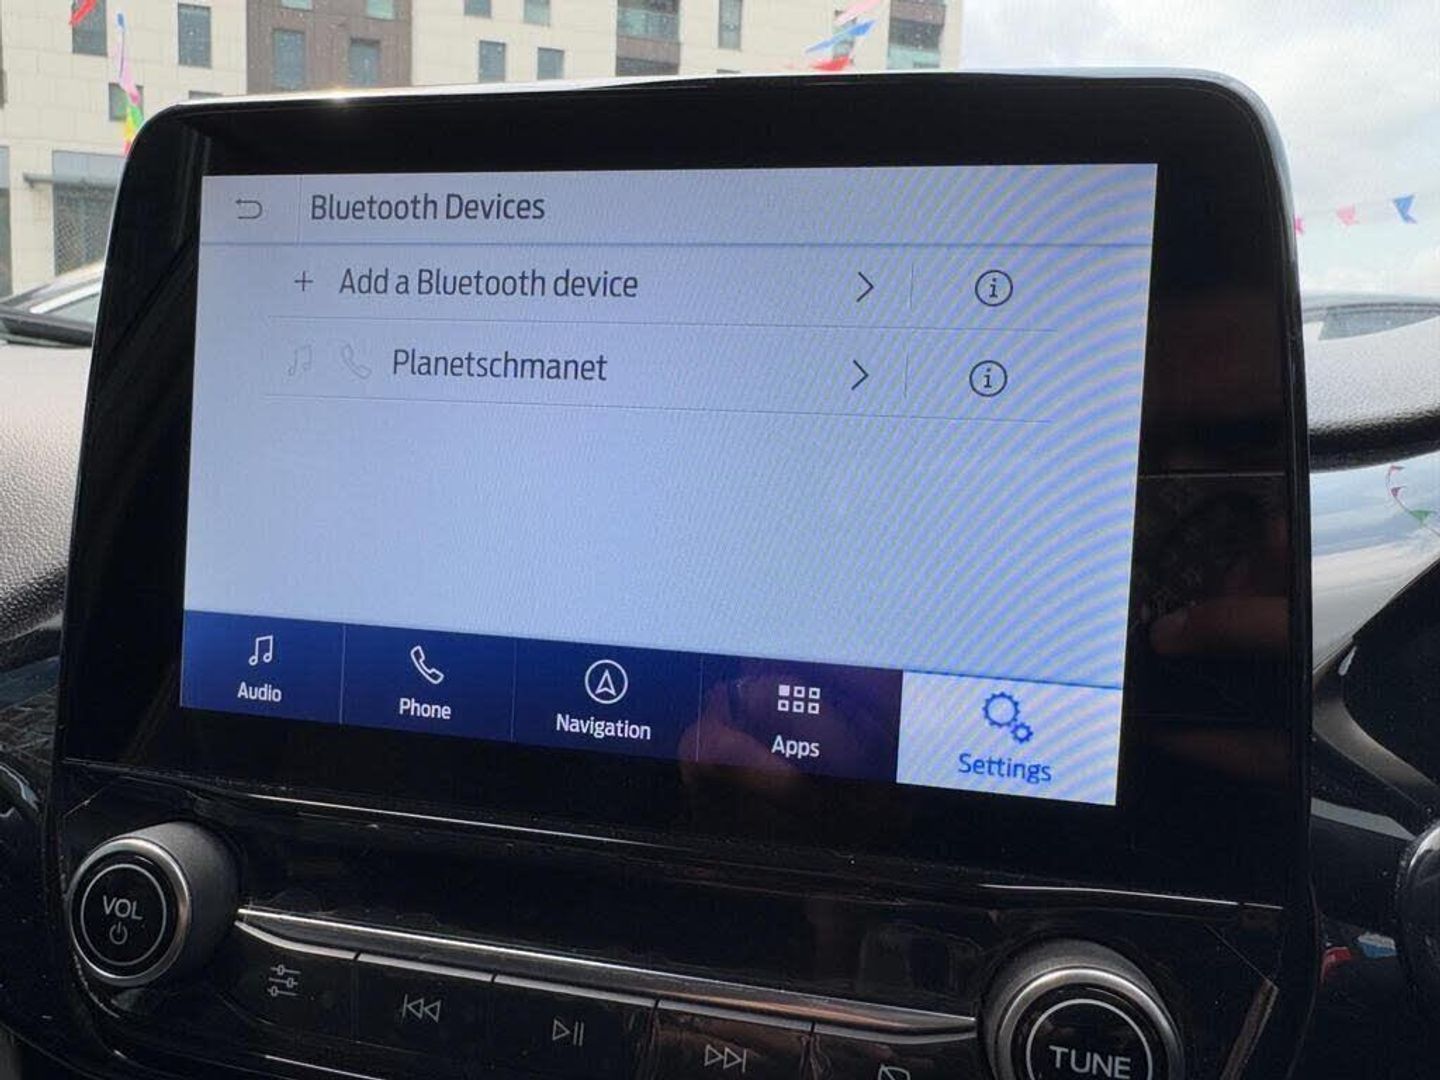 Bluetooth Devices
+ Add a Bluetooth device
Planetschmanet
Audio
Phone
Navigation
Apps
Settings
VOL
TUNE